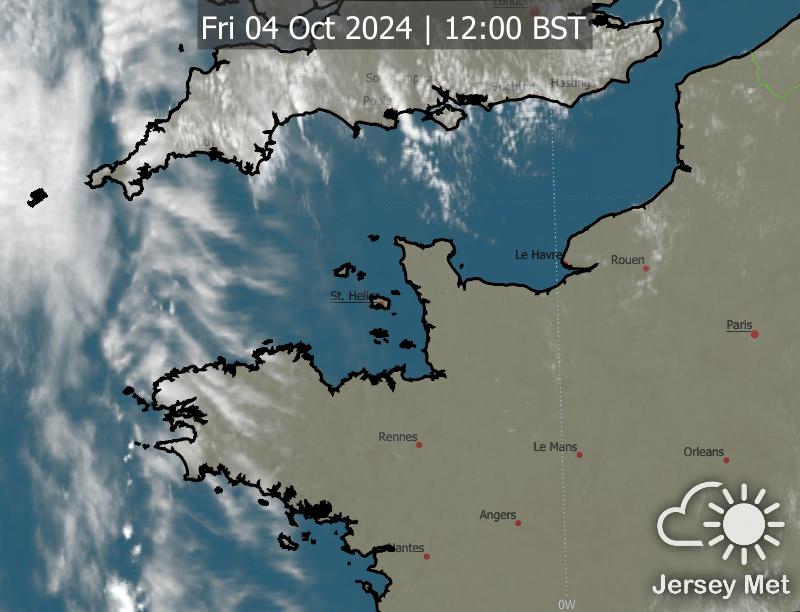 London
Fri 04 Oct 2024 | 12:00 BST
Southampton
Brighton
Hastings
Poole
Le Havre
Rouen
St. Helier
Paris
Rennes
Le Mans
Orleans
Angers
Nantes
0W
Jersey Met